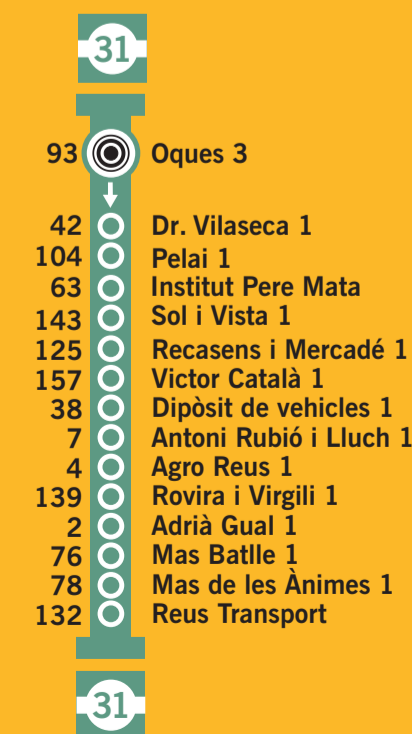 31
93 Oques 3
42 Dr. Vilaseca 1
104 Pelai 1
63 Institut Pere Mata
143 Sol i Vista 1
125 Recasens i Mercadé 1
157 Victor Català 1
38 Dipòsit de vehicles 1
7 Antoni Rubió i Lluch 1
4 Agro Reus 1
139 Rovira i Virgili 1
2 Adrià Gual 1
76 Mas Batlle 1
78 Mas de les Ànimes 1
132 Reus Transport
31